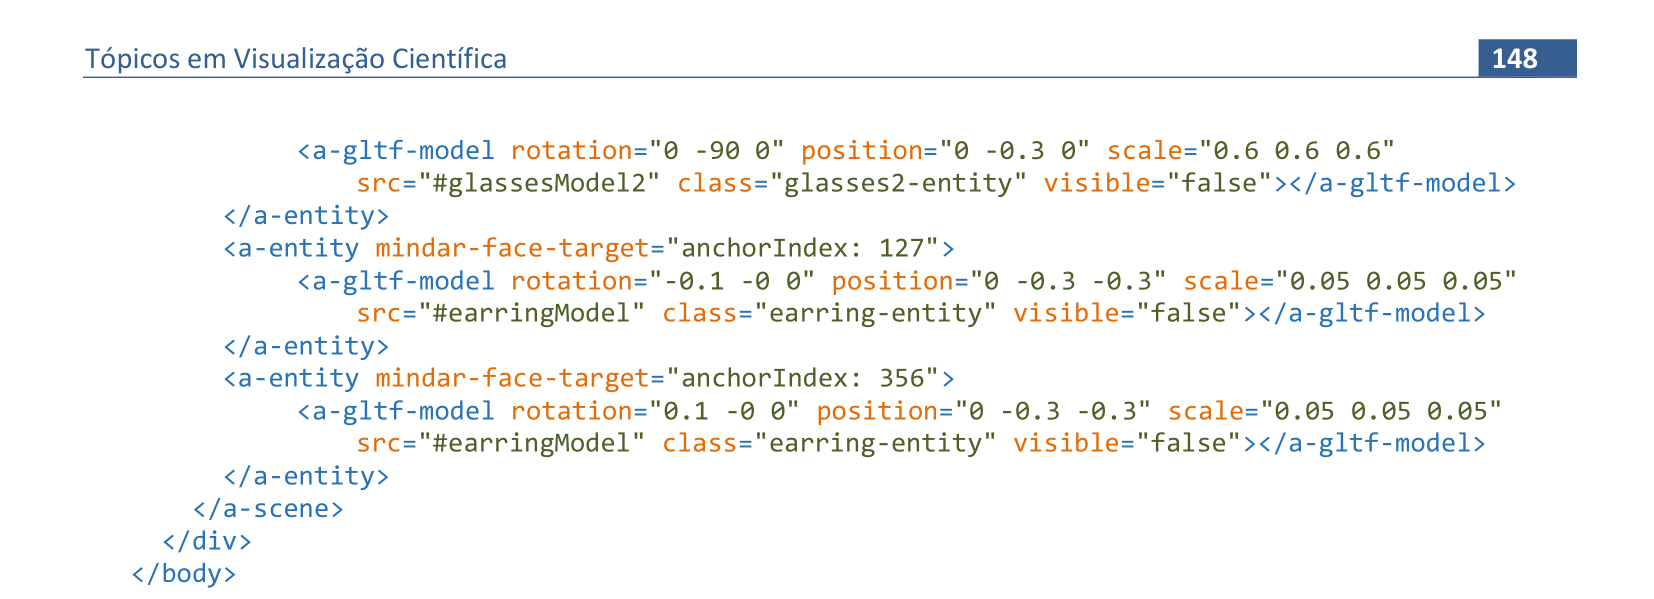 Tópicos em Visualização Científica 148
<a-gltf-model rotation="0 -90 0" position="0 -0.3 0" scale="0.6 0.6 0.6"
src="#glassesModel2" class="glasses2-entity" visible="false"></a-gltf-model>
</a-entity>
<a-entity mindar-face-target="anchorIndex: 127">
<a-gltf-model rotation="-0.1 -0 0" position="0 -0.3 -0.3" scale="0.05 0.05 0.05"
src="#earringModel" class="earring-entity" visible="false"></a-gltf-model>
</a-entity>
<a-entity mindar-face-target="anchorIndex: 356">
<a-gltf-model rotation="0.1 -0 0" position="0 -0.3 -0.3" scale="0.05 0.05 0.05"
src="#earringModel" class="earring-entity" visible="false"></a-gltf-model>
</a-entity>
</a-scene>
</div>
</body>